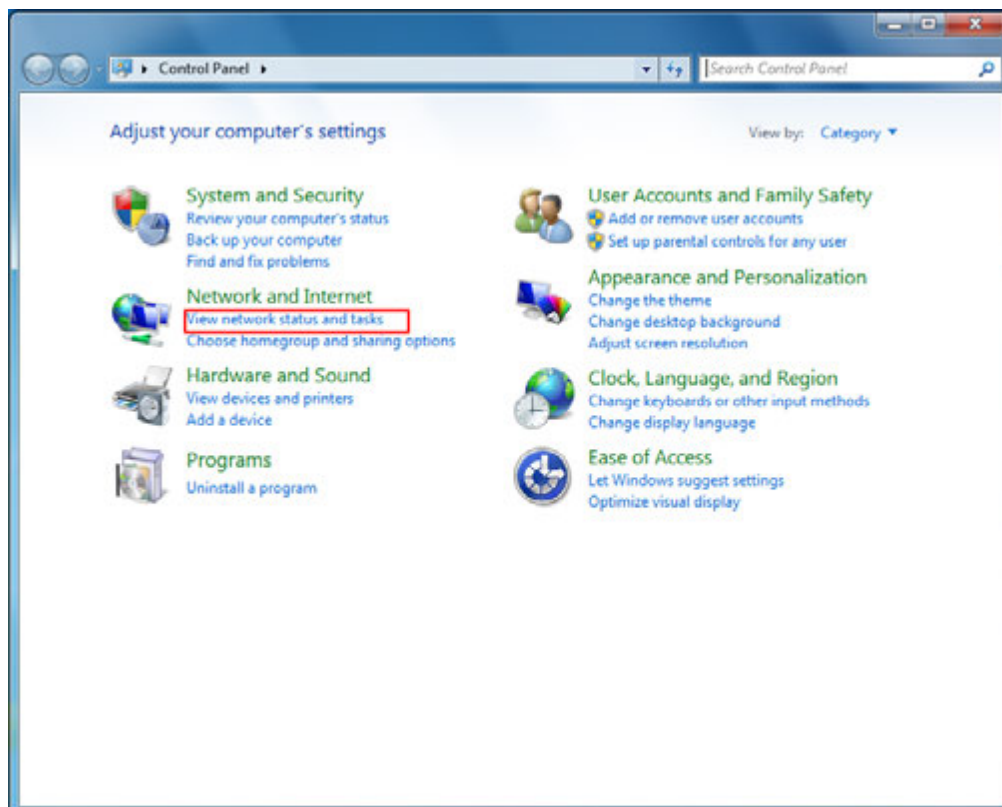 Control Panel
Search Control Panel
Adjust your computer's settings
View by: Category
System and Security
Review your computer's status
Back up your computer
Find and fix problems
Network and Internet
View network status and tasks
Choose homegroup and sharing options
Hardware and Sound
View devices and printers
Add a device
Programs
Uninstall a program
User Accounts and Family Safety
Add or remove user accounts
Set up parental controls for any user
Appearance and Personalization
Change the theme
Change desktop background
Adjust screen resolution
Clock, Language, and Region
Change keyboards or other input methods
Change display language
Ease of Access
Let Windows suggest settings
Optimize visual display